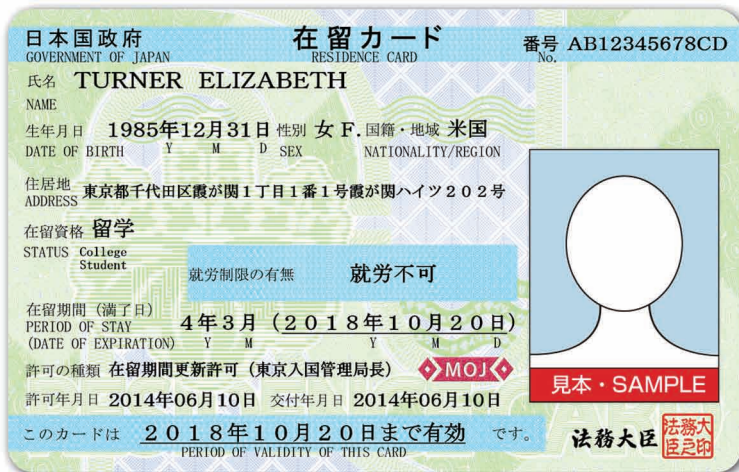 日本国政府 在留カード 番号 AB12345678CD
GOVERNMENT OF JAPAN RESIDENCE CARD No.
氏名 TURNER ELIZABETH
NAME
生年月日 1985年12月31日 性別 女 F. 国籍・地域 米国
DATE OF BIRTH Y M D SEX NATIONALITY/REGION
住居地 東京都千代田区霞が関1丁目1番1号霞が関ハイツ202号
ADDRESS
在留資格 留学
STATUS College
Student
就労制限の有無 就労不可
在留期間(満了日)
PERIOD OF STAY 4年3月(2018年10月20日)
(DATE OF EXPIRATION) Y M Y M D
許可の種類 在留期間更新許可(東京入国管理局長) MOJ
見本・SAMPLE
許可年月日 2014年06月10日 交付年月日 2014年06月10日
このカードは 2018年10月20日まで有効 です。
PERIOD OF VALIDITY OF THIS CARD
法務大臣 法務大臣之印